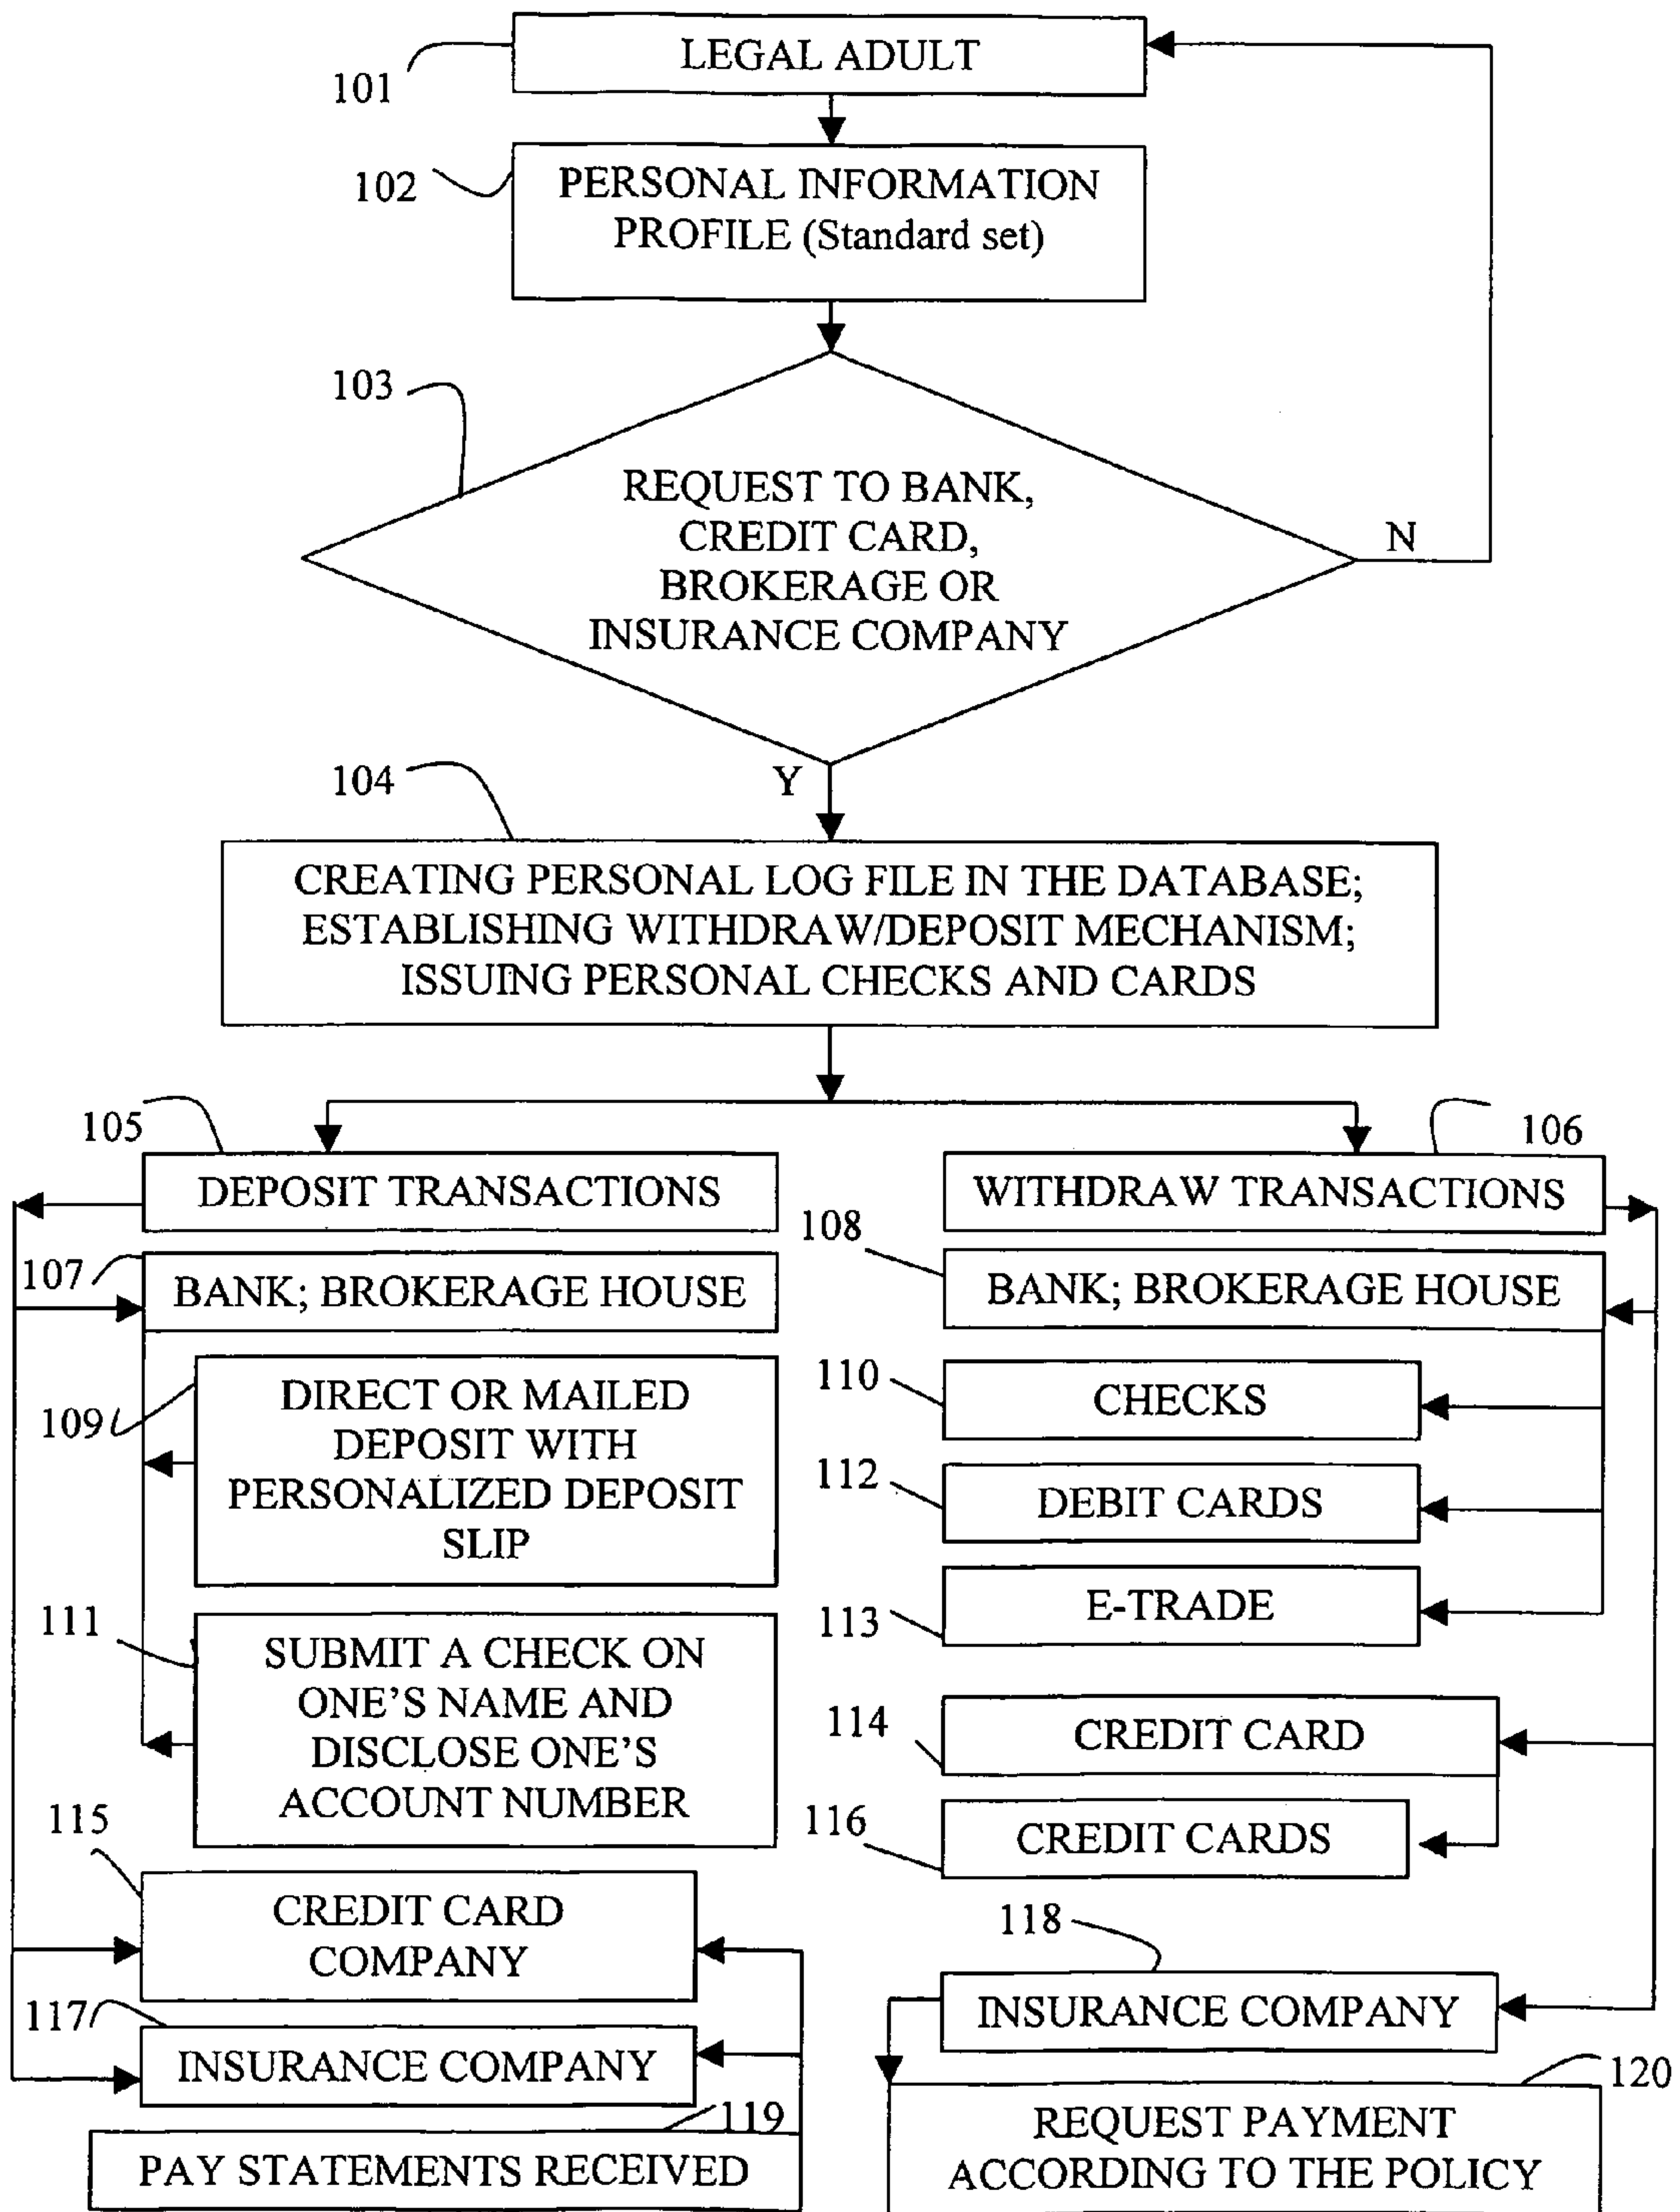 LEGAL ADULT
101
102
PERSONAL INFORMATION
PROFILE (Standard set)
103
REQUEST TO BANK,
CREDIT CARD,
BROKERAGE OR
INSURANCE COMPANY
N
Y
104
CREATING PERSONAL LOG FILE IN THE DATABASE;
ESTABLISHING WITHDRAW/DEPOSIT MECHANISM;
ISSUING PERSONAL CHECKS AND CARDS
105
DEPOSIT TRANSACTIONS
107
BANK; BROKERAGE HOUSE
109
DIRECT OR MAILED
DEPOSIT WITH
PERSONALIZED DEPOSIT
SLIP
111
SUBMIT A CHECK ON
ONE'S NAME AND
DISCLOSE ONE'S
ACCOUNT NUMBER
115
CREDIT CARD
COMPANY
117
INSURANCE COMPANY
119
PAY STATEMENTS RECEIVED
106
WITHDRAW TRANSACTIONS
108
BANK; BROKERAGE HOUSE
110
CHECKS
112
DEBIT CARDS
113
E-TRADE
114
CREDIT CARD
116
CREDIT CARDS
118
INSURANCE COMPANY
120
REQUEST PAYMENT
ACCORDING TO THE POLICY